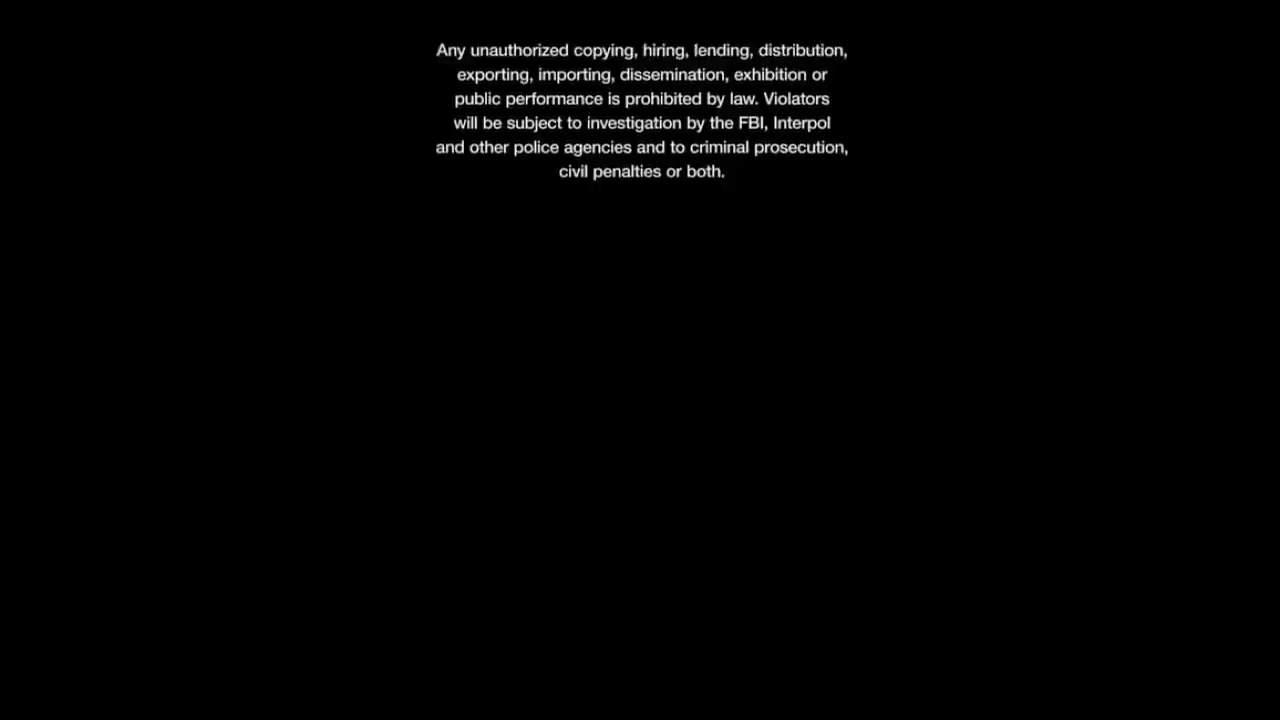 Any unauthorized copying, hiring, lending, distribution,
exporting, importing, dissemination, exhibition or
public performance is prohibited by law. Violators
will be subject to investigation by the FBI, Interpol
and other police agencies and to criminal prosecution,
civil penalties or both.